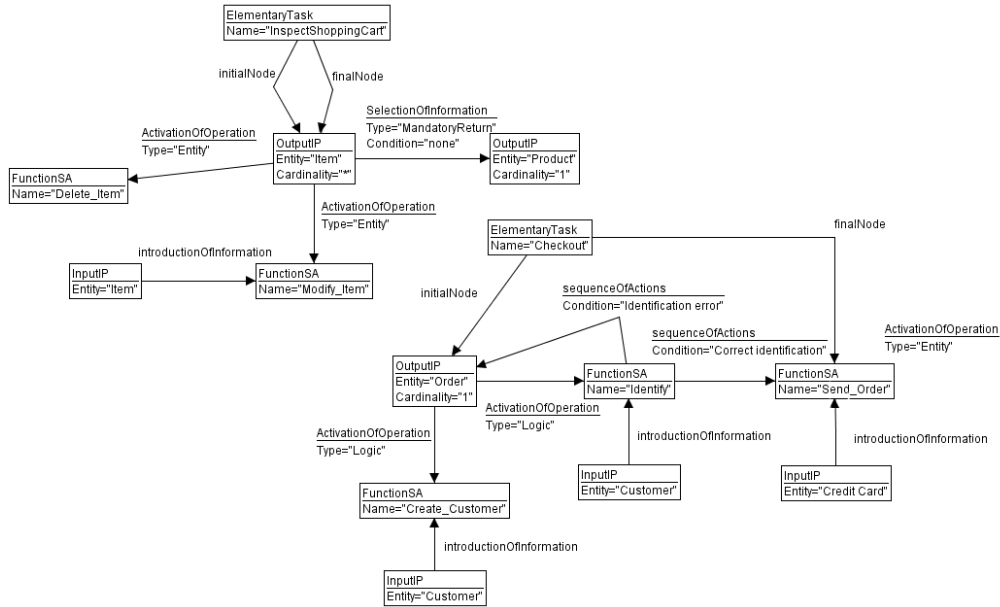 ElementaryTask
Name="InspectShoppingCart"
initialNode
finalNode
SelectionOfInformation
Type="MandatoryReturn"
Condition="none"
ActivationOfOperation
Type="Entity"
OutputIP
Entity="Item"
Cardinality="*"
OutputIP
Entity="Product"
Cardinality="1"
FunctionSA
Name="Delete_Item"
ActivationOfOperation
Type="Entity"
introductionOfInformation
InputIP
Entity="Item"
FunctionSA
Name="Modify_Item"
ElementaryTask
Name="Checkout"
finalNode
initialNode
sequenceOfActions
Condition="Identification error"
sequenceOfActions
Condition="Correct identification"
ActivationOfOperation
Type="Entity"
OutputIP
Entity="Order"
Cardinality="1"
FunctionSA
Name="Identify"
FunctionSA
Name="Send_Order"
ActivationOfOperation
Type="Logic"
ActivationOfOperation
Type="Logic"
introductionOfInformation
introductionOfInformation
InputIP
Entity="Customer"
InputIP
Entity="Credit Card"
FunctionSA
Name="Create_Customer"
introductionOfInformation
InputIP
Entity="Customer"